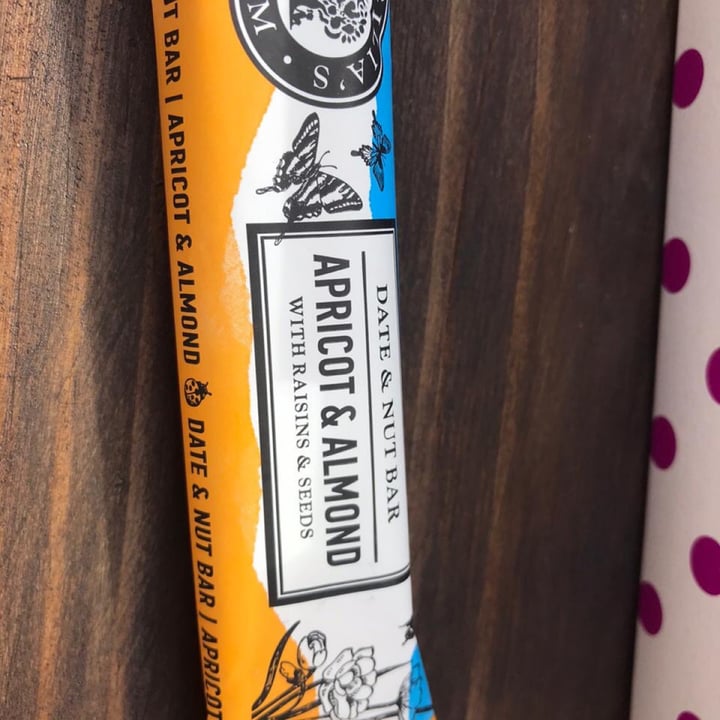 DATE & NUT BAR
APRICOT & ALMOND
WITH RAISINS & SEEDS
BAR | APRICOT & ALMOND DATE & NUT BAR | APRICOT